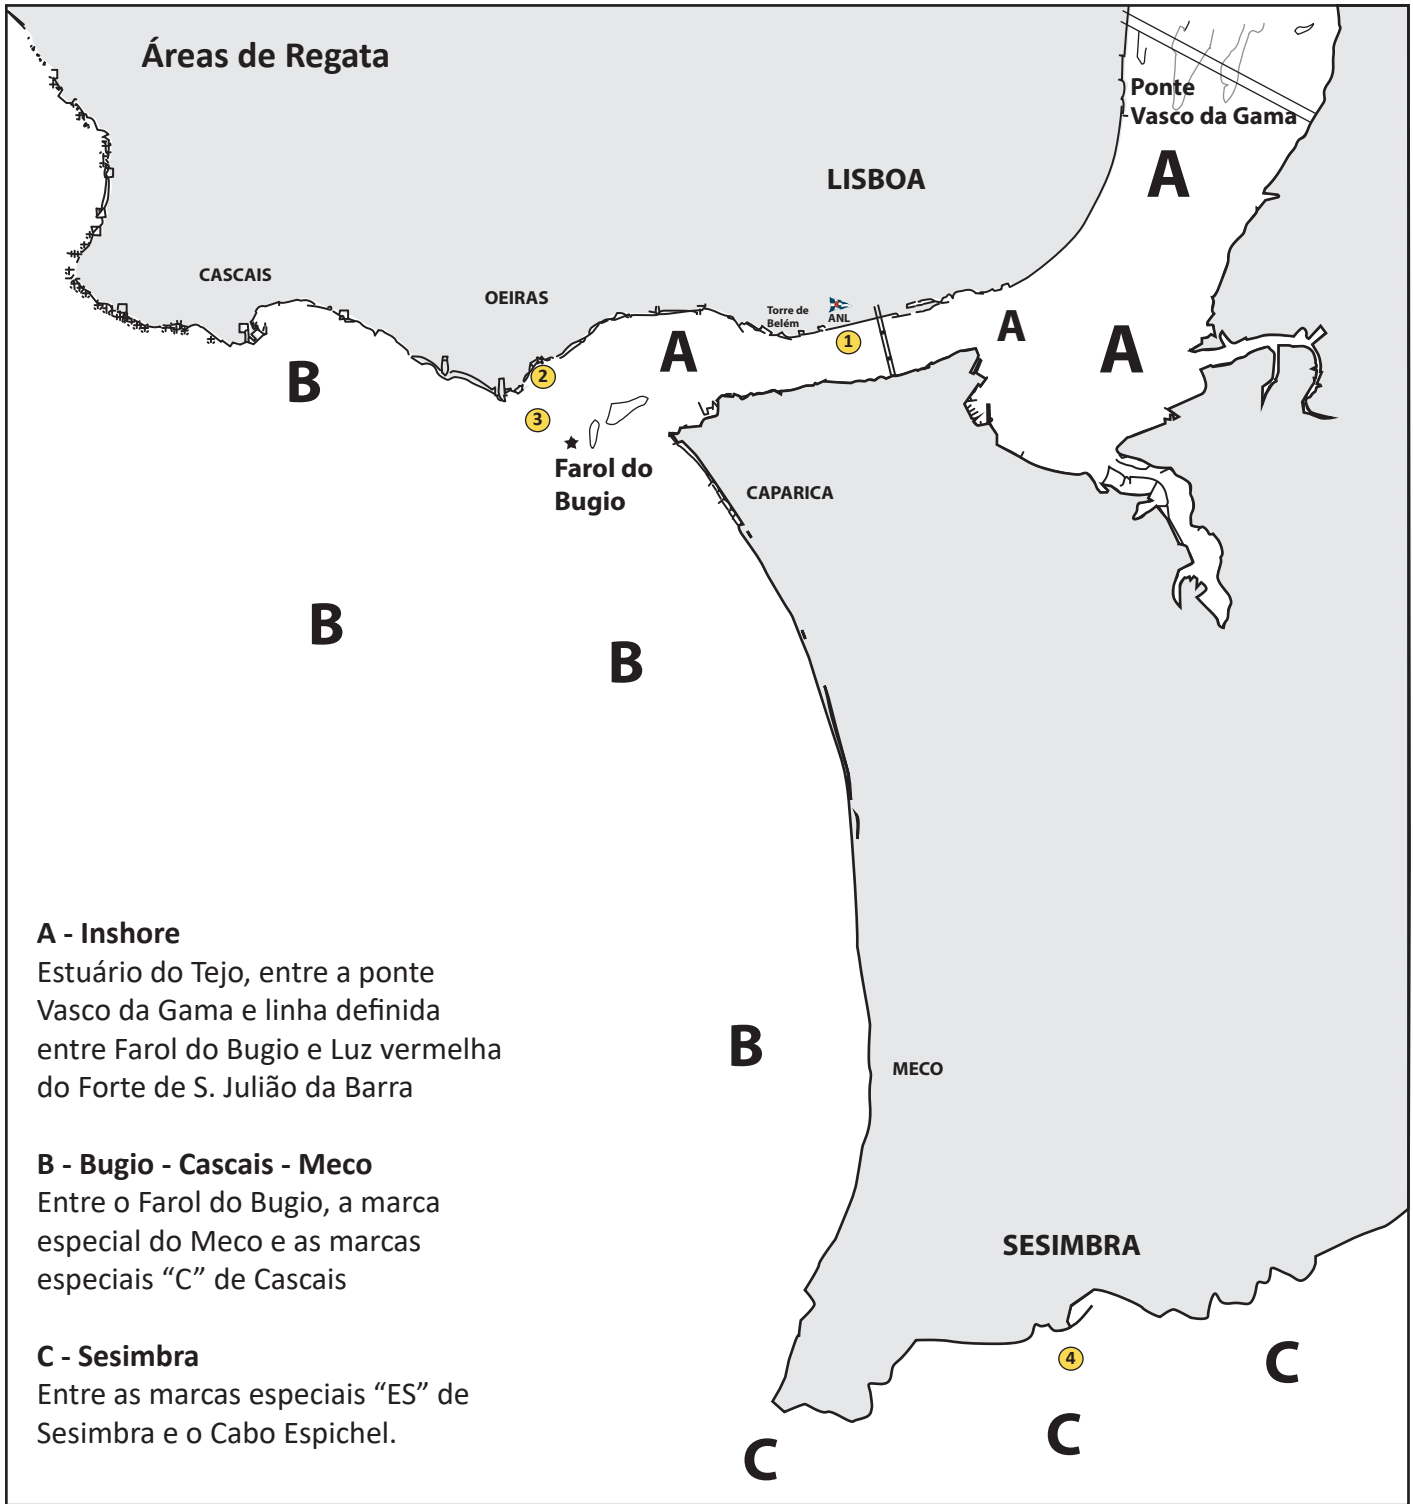 Áreas de Regata
Ponte
Vasco da Gama
A
LISBOA
CASCAIS
OEIRAS
Torre de
Belém
ANL
1
A
A
A
B
2
3
Farol do
Bugio
CAPARICA
B
B
A - Inshore
Estuário do Tejo, entre a ponte
Vasco da Gama e linha definida
entre Farol do Bugio e Luz vermelha
do Forte de S. Julião da Barra
B
MECO
B - Bugio - Cascais - Meco
Entre o Farol do Bugio, a marca
especial do Meco e as marcas
especiais “C” de Cascais
SESIMBRA
C - Sesimbra
Entre as marcas especiais “ES” de
Sesimbra e o Cabo Espichel.
4
C
C
C